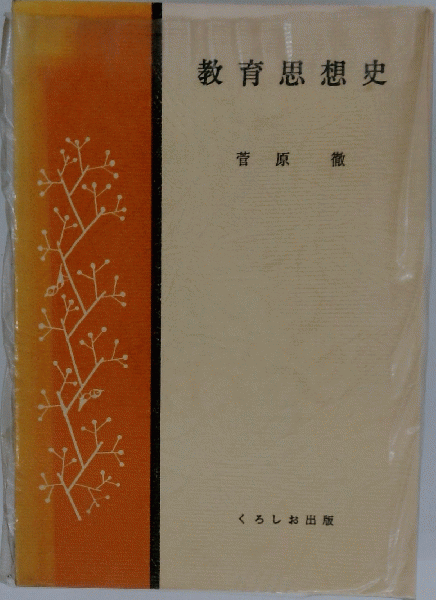 教育思想史
菅原 徹
くろしお出版